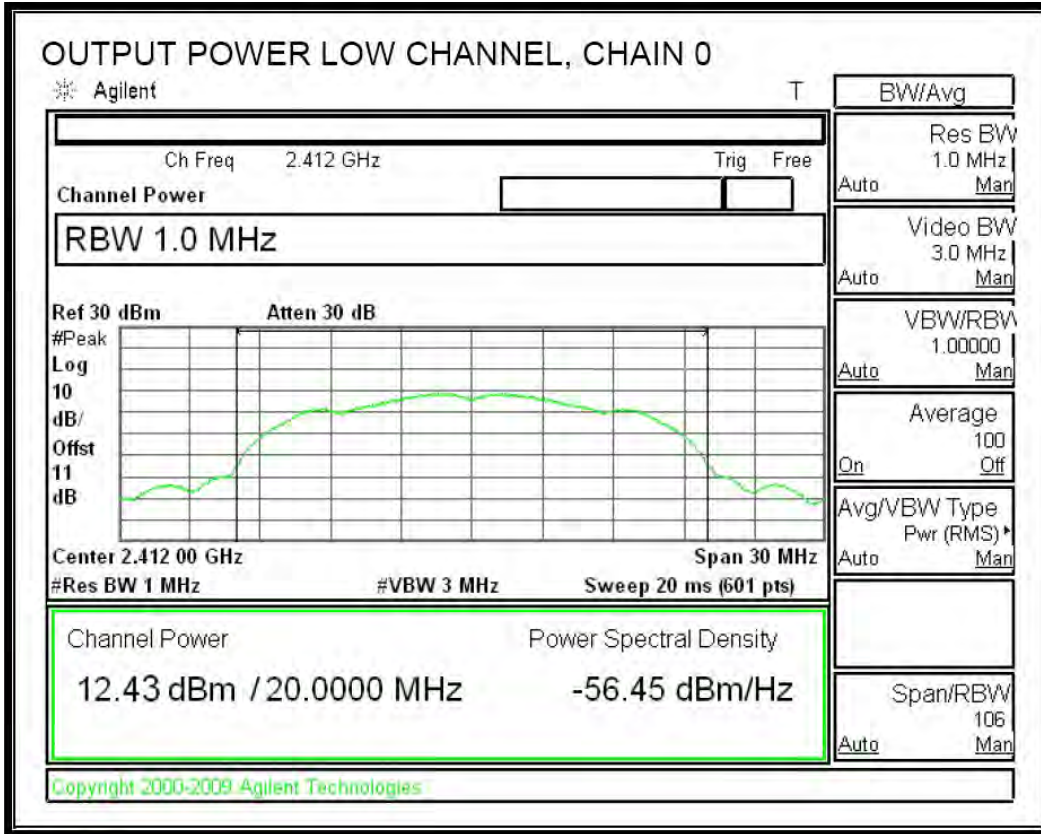 OUTPUT POWER LOW CHANNEL, CHAIN 0
Agilent T
Ch Freq 2.412 GHz Trig Free
Channel Power
RBW 1.0 MHz
Ref 30 dBm Atten 30 dB
#Peak
Log
10
dB/
Offst
11
dB
Center 2.412 00 GHz Span 30 MHz
#Res BW 1 MHz #VBW 3 MHz Sweep 20 ms (601 pts)
Channel Power Power Spectral Density
12.43 dBm / 20.0000 MHz -56.45 dBm/Hz
Copyright 2000-2009 Agilent Technologies
BW/Avg
Res BW
1.0 MHz
Auto Man
Video BW
3.0 MHz
Auto Man
VBW/RBW
1.00000
Auto Man
Average
100
On Off
Avg/VBW Type
Pwr (RMS)
Auto Man
Span/RBW
106
Auto Man